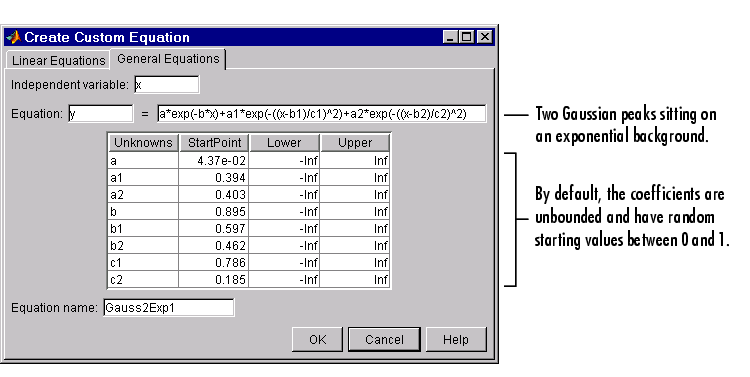 Create Custom Equation
Linear Equations General Equations
Independent variable: x
Equation: y = a*exp(-b*x)+a1*exp(-((x-b1)/c1)^2)+a2*exp(-((x-b2)/c2)^2)
Two Gaussian peaks sitting on
an exponential background.
Unknowns StartPoint Lower Upper
a 4.37e-02 -Inf Inf
a1 0.394 -Inf Inf
a2 0.403 -Inf Inf
b 0.895 -Inf Inf
b1 0.597 -Inf Inf
b2 0.462 -Inf Inf
c1 0.786 -Inf Inf
c2 0.185 -Inf Inf
By default, the coefficients are
unbounded and have random
starting values between 0 and 1.
Equation name: Gauss2Exp1
OK Cancel Help